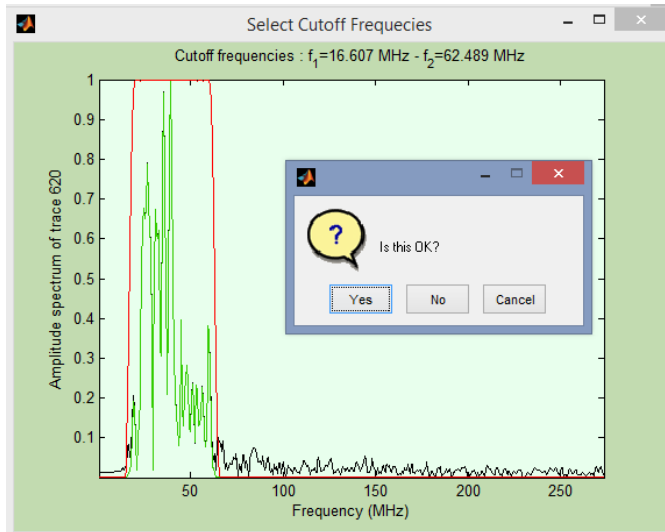 Select Cutoff Frequecies
Cutoff frequencies : f1=16.607 MHz - f2=62.489 MHz
1
0.9
0.8
0.7
0.6
0.5
0.4
0.3
0.2
0.1
Amplitude spectrum of trace 620
50
100
150
200
250
Frequency (MHz)
?
Is this OK?
Yes
No
Cancel